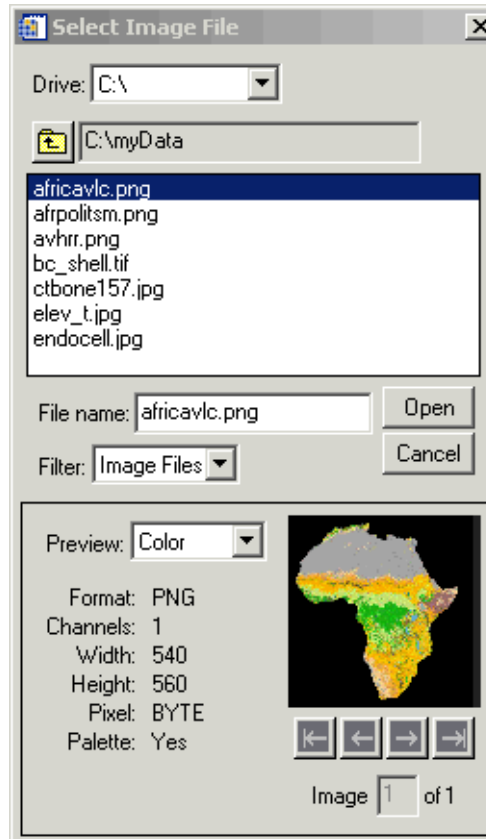 Select Image File
Drive: C:\
C:\myData
africavlc.png
afrpolitsm.png
avhrr.png
bc_shell.tif
ctbone157.jpg
elev_t.jpg
endocell.jpg
File name: africavlc.png Open
Filter: Image Files Cancel
Preview: Color
Format: PNG
Channels: 1
Width: 540
Height: 560
Pixel: BYTE
Palette: Yes
Image 1 of 1